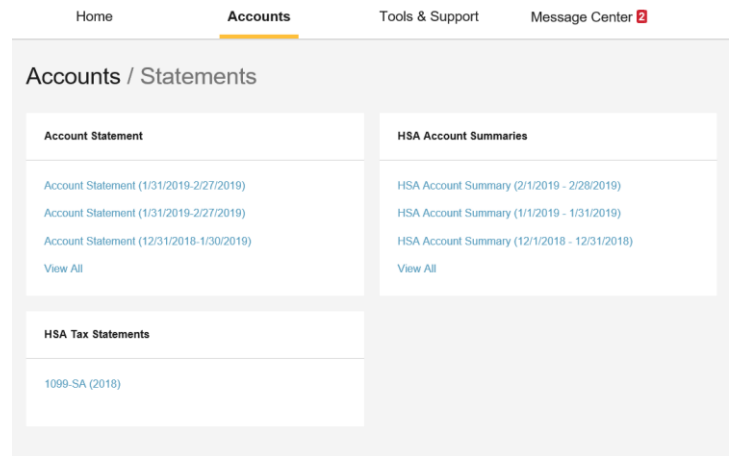 Home Accounts Tools & Support Message Center 2
Accounts / Statements
Account Statement
Account Statement (1/31/2019-2/27/2019)
Account Statement (1/31/2019-2/27/2019)
Account Statement (12/31/2018-1/30/2019)
View All
HSA Account Summaries
HSA Account Summary (2/1/2019 - 2/28/2019)
HSA Account Summary (1/1/2019 - 1/31/2019)
HSA Account Summary (12/1/2018 - 12/31/2018)
View All
HSA Tax Statements
1099-SA (2018)